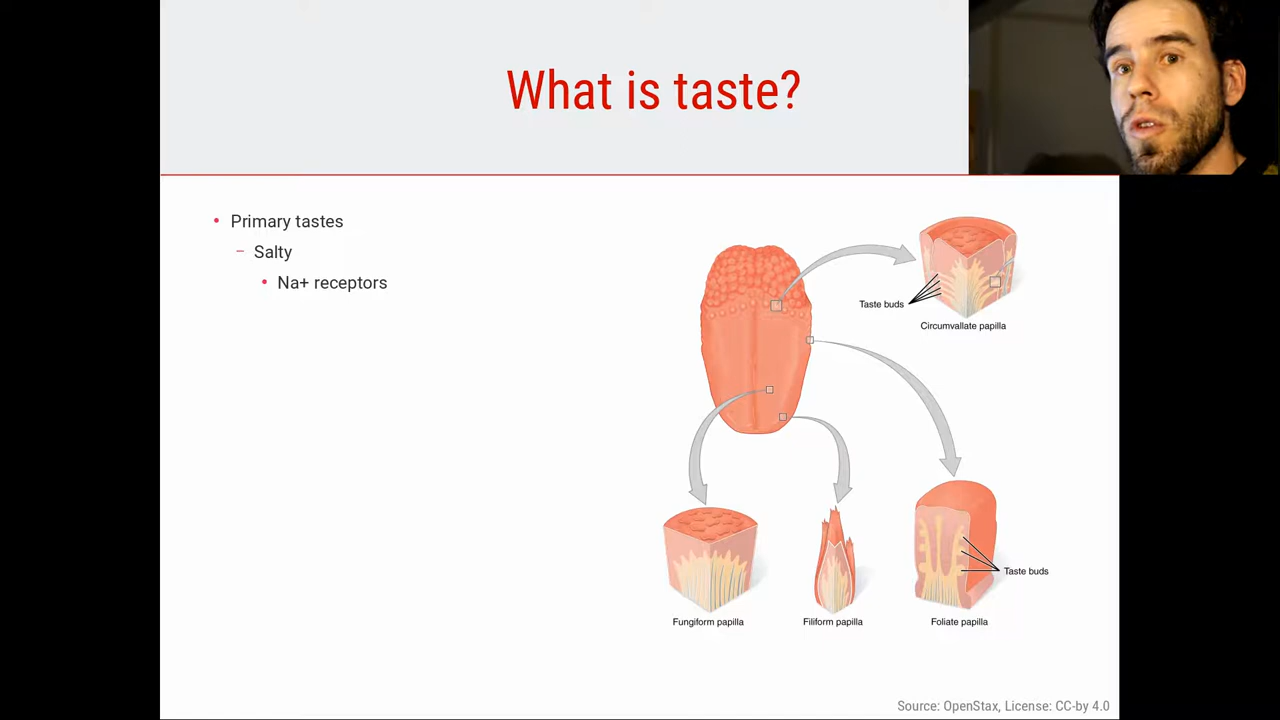 What is taste?
• Primary tastes
– Salty
• Na+ receptors
Taste buds
Circumvallate papilla
Taste buds
Fungiform papilla
Filiform papilla
Foliate papilla
Source: OpenStax, License: CC-by 4.0